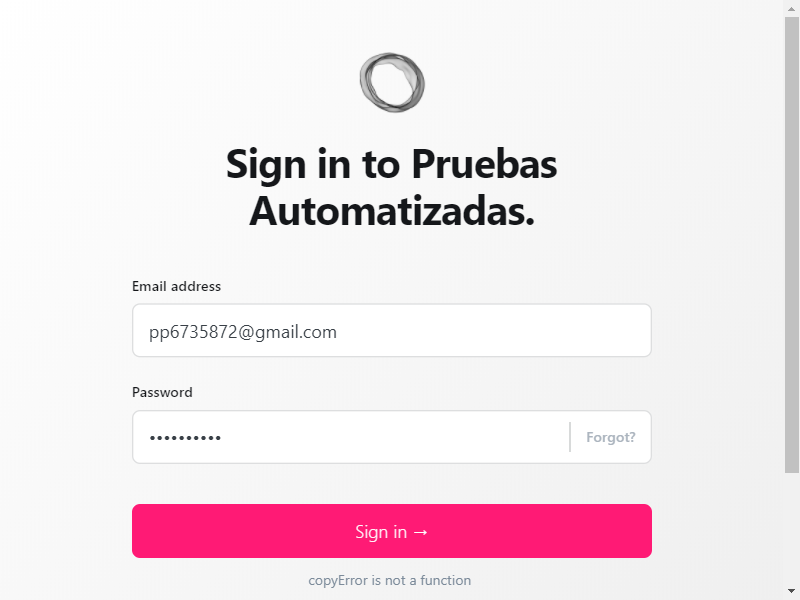 Sign in to Pruebas
Automatizadas.
Email address
pp6735872@gmail.com
Password
••••••••••
Forgot?
Sign in →
copyError is not a function